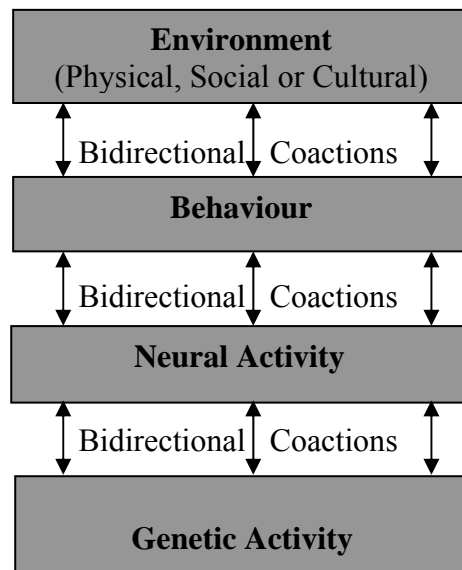 Environment
(Physical, Social or Cultural)
Bidirectional Coactions
Behaviour
Bidirectional Coactions
Neural Activity
Bidirectional Coactions
Genetic Activity